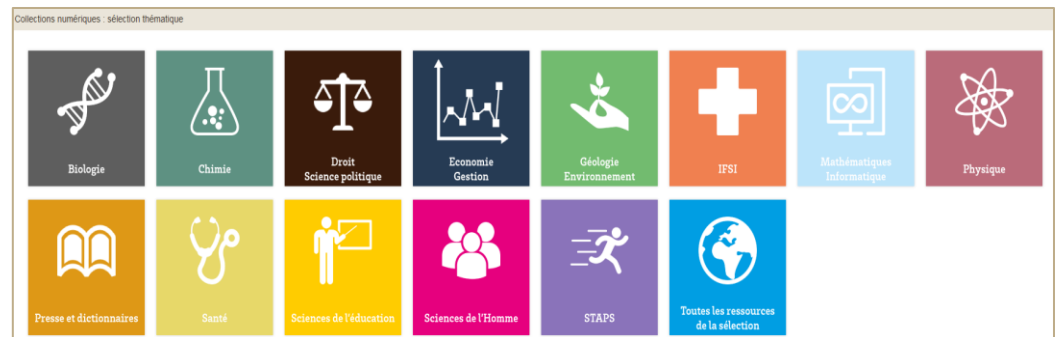 Collections numériques : sélection thématique
Biologie
Chimie
Droit
Science politique
Economie
Gestion
Géologie
Environnement
IFSI
Mathématiques
Informatique
Physique
Presse et dictionnaires
Santé
Sciences de l'éducation
Sciences de l'Homme
STAPS
Toutes les ressources
de la sélection